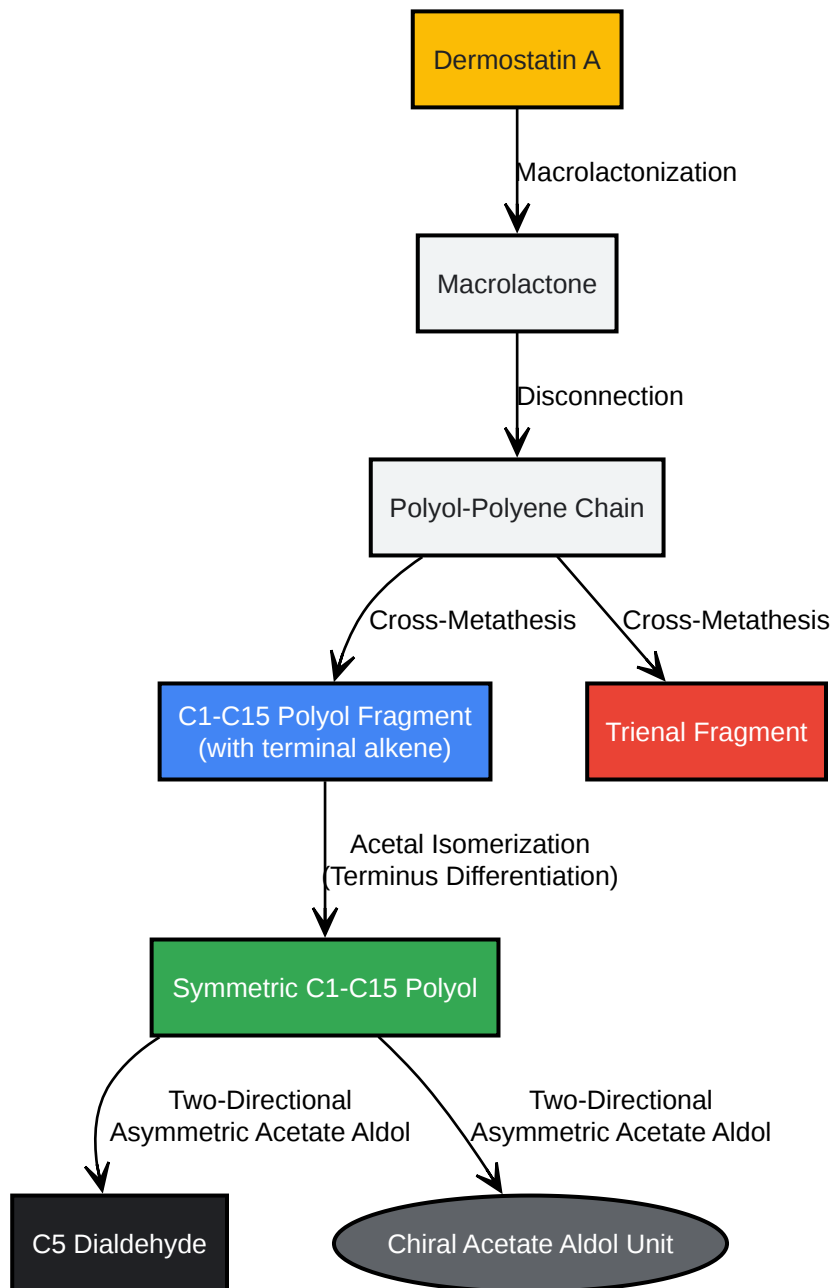 Dermostatin A
Macrolactonization
Macrolactone
Disconnection
Polyol-Polyene Chain
Cross-Metathesis
Cross-Metathesis
C1-C15 Polyol Fragment
(with terminal alkene)
Trienal Fragment
Acetal Isomerization
(Terminus Differentiation)
Symmetric C1-C15 Polyol
Two-Directional
Asymmetric Acetate Aldol
Two-Directional
Asymmetric Acetate Aldol
C5 Dialdehyde
Chiral Acetate Aldol Unit